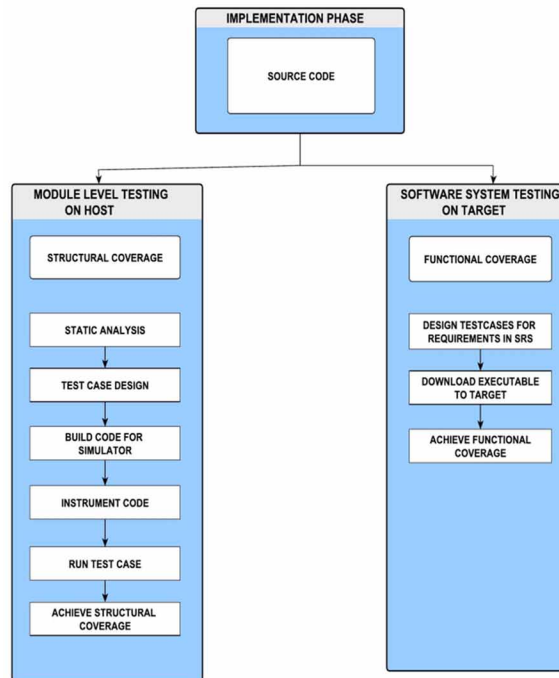 IMPLEMENTATION PHASE
SOURCE CODE
MODULE LEVEL TESTING
ON HOST
STRUCTURAL COVERAGE
STATIC ANALYSIS
TEST CASE DESIGN
BUILD CODE FOR
SIMULATOR
INSTRUMENT CODE
RUN TEST CASE
ACHIEVE STRUCTURAL
COVERAGE
SOFTWARE SYSTEM TESTING
ON TARGET
FUNCTIONAL COVERAGE
DESIGN TESTCASES FOR
REQUIREMENTS IN SRS
DOWNLOAD EXECUTABLE
TO TARGET
ACHIEVE FUNCTIONAL
COVERAGE